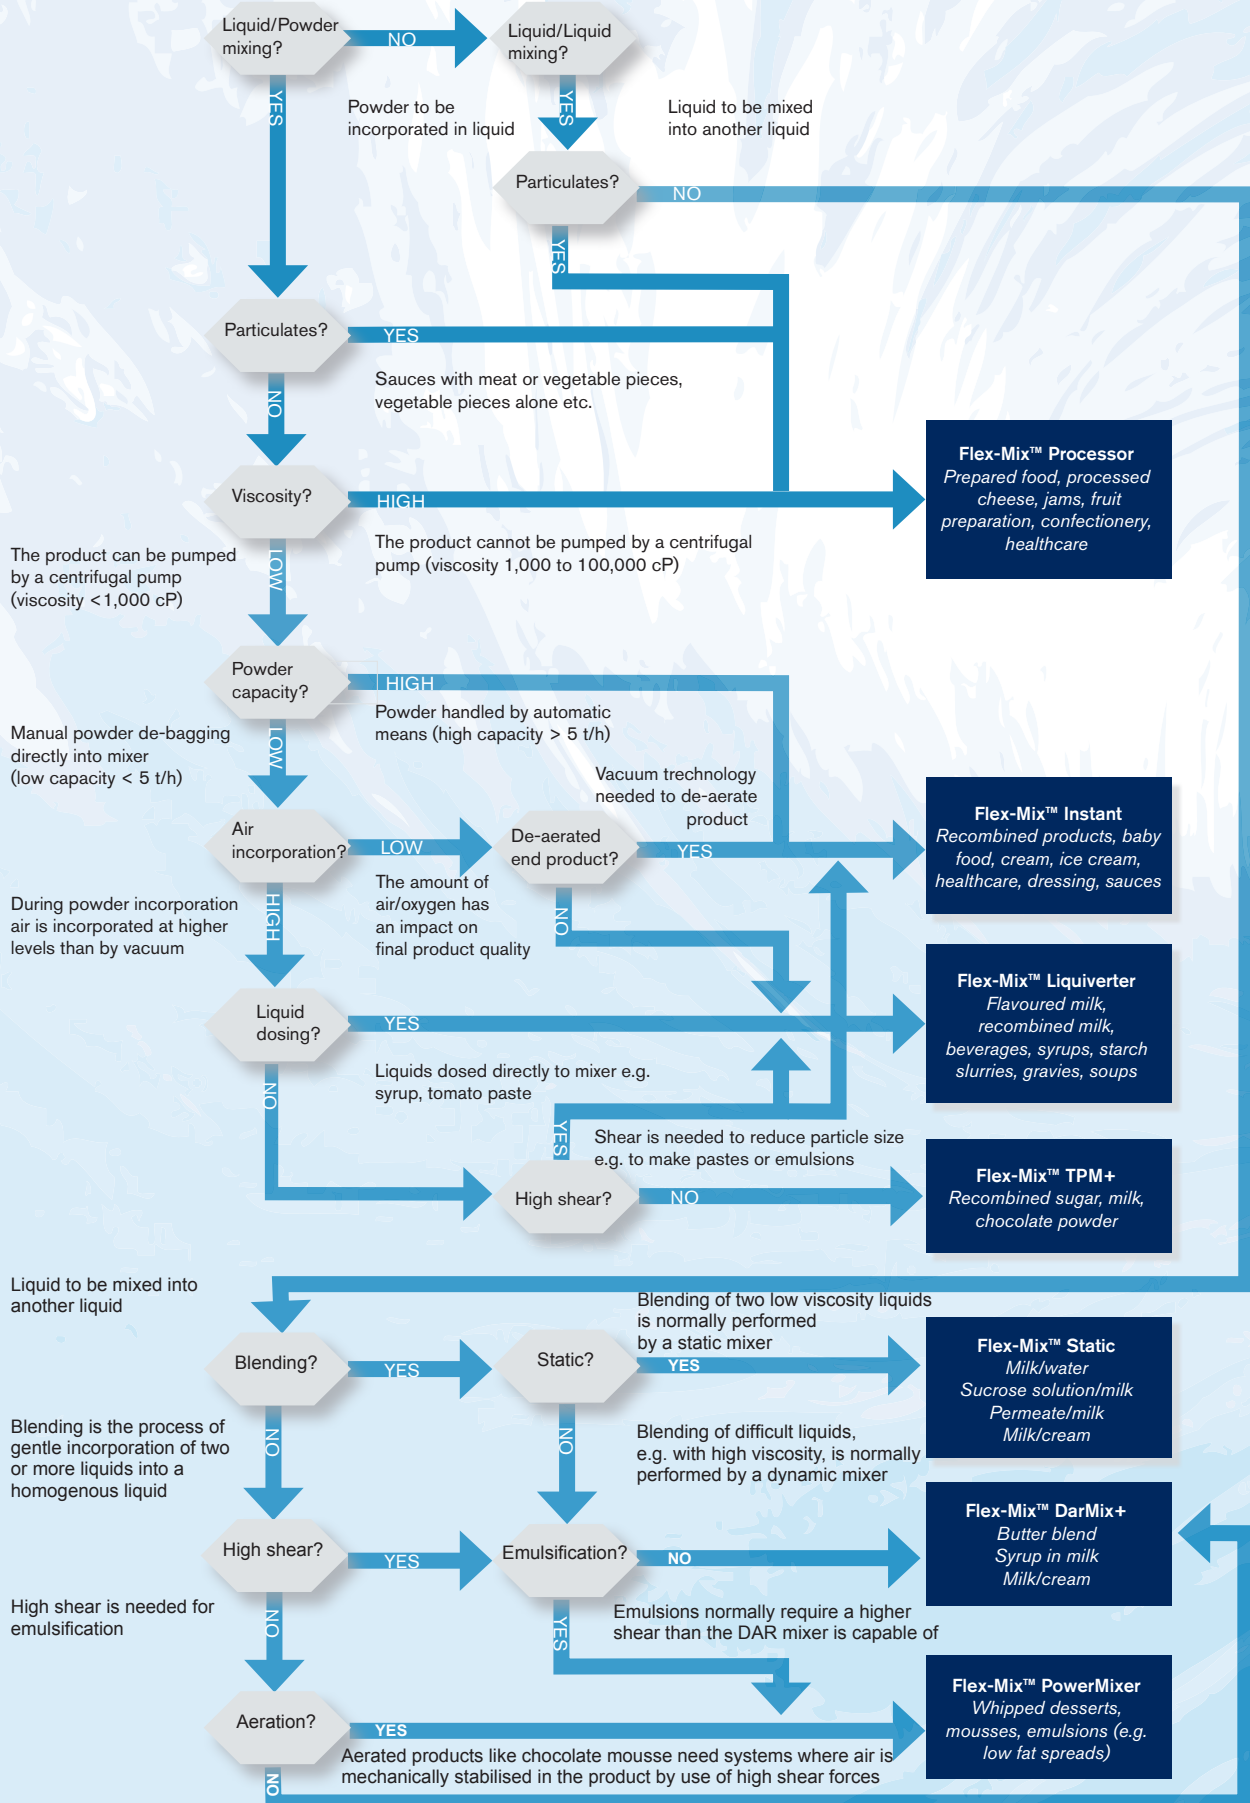 Liquid/Powder
mixing?
NO
Liquid/Liquid
mixing?
YES
Powder to be
incorporated in liquid
YES
Liquid to be mixed
into another liquid
Particulates?
NO
YES
Particulates?
YES
Sauces with meat or vegetable pieces,
vegetable pieces alone etc.
NO
Viscosity?
HIGH
Flex-Mix™ Processor
Prepared food, processed
cheese, jams, fruit
preparation, confectionery,
healthcare
The product can be pumped
by a centrifugal pump
(viscosity <1,000 cP)
LOW
The product cannot be pumped by a centrifugal
pump (viscosity 1,000 to 100,000 cP)
Powder
capacity?
HIGH
Manual powder de-bagging
directly into mixer
(low capacity < 5 t/h)
LOW
Powder handled by automatic
means (high capacity > 5 t/h)
Vacuum trechnology
needed to de-aerate
product
Air
incorporation?
LOW
De-aerated
end product?
YES
Flex-Mix™ Instant
Recombined products, baby
food, cream, ice cream,
healthcare, dressing, sauces
During powder incorporation
air is incorporated at higher
levels than by vacuum
HIGH
The amount of
air/oxygen has
an impact on
final product quality
NO
Liquid
dosing?
YES
Flex-Mix™ Liquiverter
Flavoured milk,
recombined milk,
beverages, syrups, starch
slurries, gravies, soups
NO
Liquids dosed directly to mixer e.g.
syrup, tomato paste
YES
Shear is needed to reduce particle size
e.g. to make pastes or emulsions
High shear?
NO
Flex-Mix™ TPM+
Recombined sugar, milk,
chocolate powder
Liquid to be mixed into
another liquid
Blending of two low viscosity liquids
is normally performed
by a static mixer
Blending?
YES
Static?
YES
Flex-Mix™ Static
Milk/water
Sucrose solution/milk
Permeate/milk
Milk/cream
Blending is the process of
gentle incorporation of two
or more liquids into a
homogenous liquid
NO
NO
Blending of difficult liquids,
e.g. with high viscosity, is normally
performed by a dynamic mixer
High shear?
YES
Emulsification?
NO
Flex-Mix™ DarMix+
Butter blend
Syrup in milk
Milk/cream
High shear is needed for
emulsification
NO
YES
Emulsions normally require a higher
shear than the DAR mixer is capable of
Aeration?
YES
Flex-Mix™ PowerMixer
Whipped desserts,
mousses, emulsions (e.g.
low fat spreads)
Aerated products like chocolate mousse need systems where air is
mechanically stabilised in the product by use of high shear forces
NO